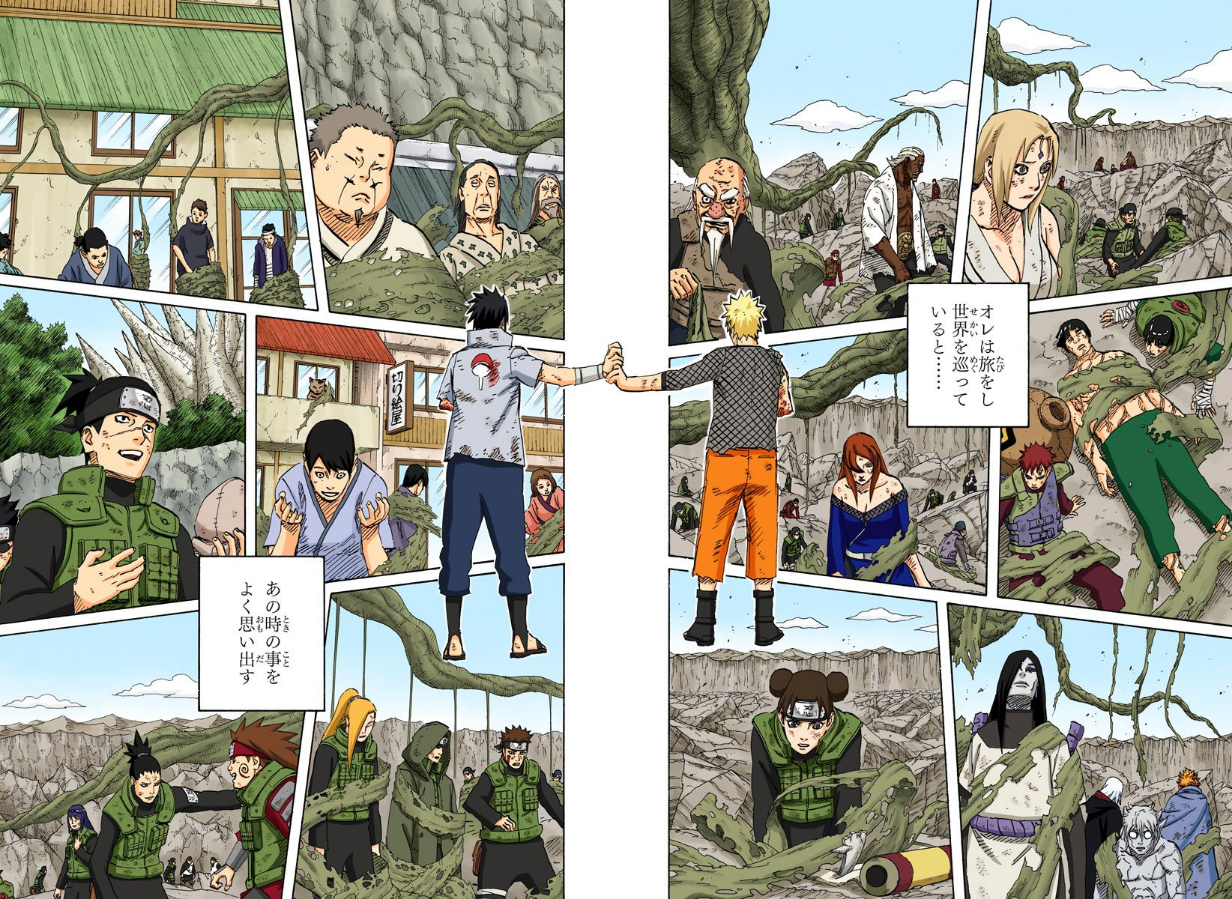 オレは旅をし
世界を巡って
いると……
切り絵屋
あの時の事を
よく思い出す